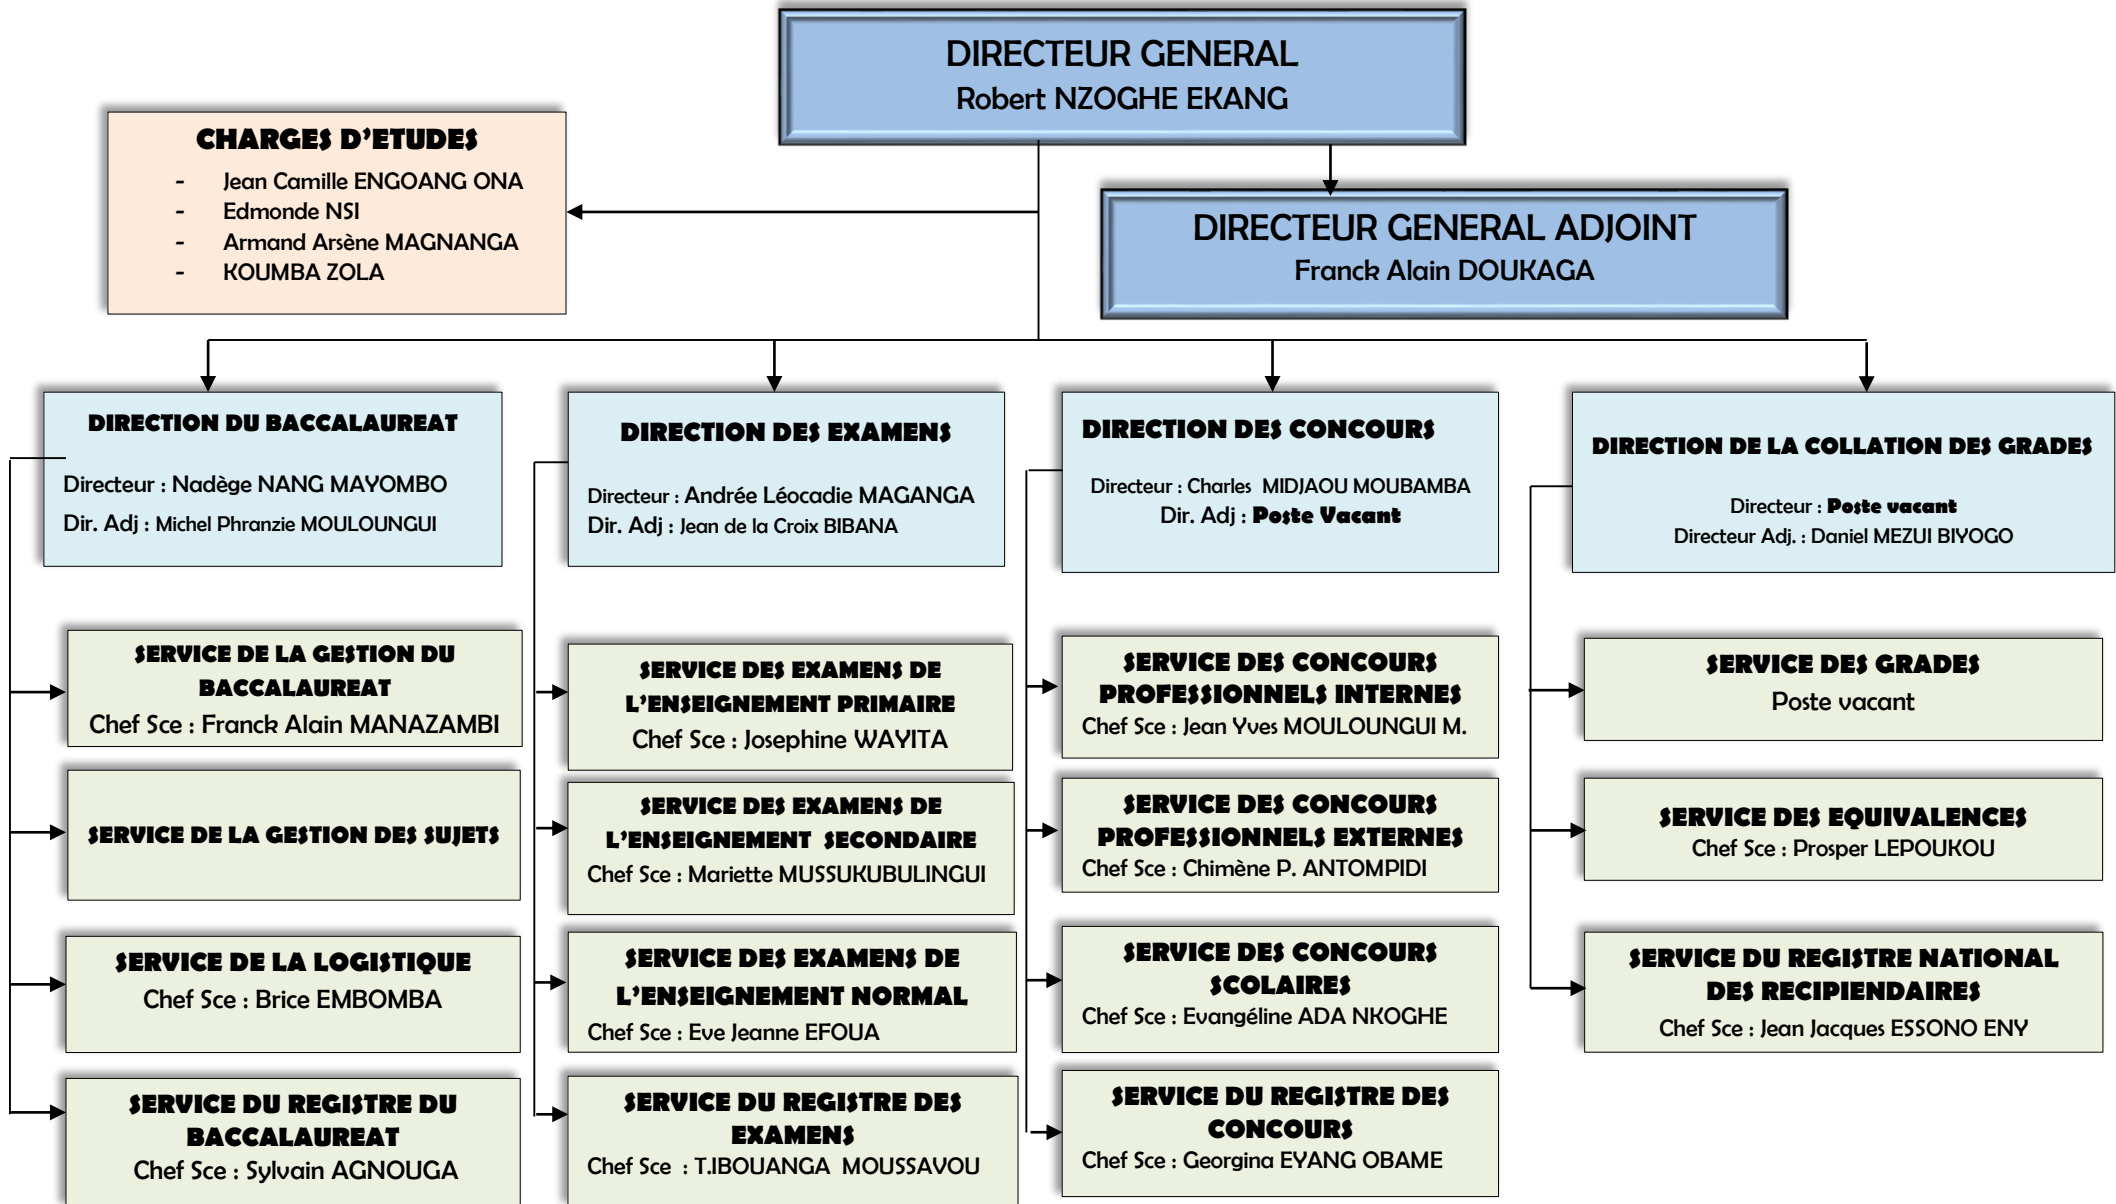 DIRECTEUR GENERAL
Robert NZOGHE EKANG
CHARGES D'ETUDES
- Jean Camille ENGOANG ONA
- Edmonde NSI
- Armand Arsène MAGNANGA
- KOUMBA ZOLA
DIRECTEUR GENERAL ADJOINT
Franck Alain DOUKAGA
DIRECTION DU BACCALAUREAT
Directeur : Nadège NANG MAYOMBO
Dir. Adj : Michel Phranzie MOULOUNGUI
DIRECTION DES EXAMENS
Directeur : Andrée Léocadie MAGANGA
Dir. Adj : Jean de la Croix BIBANA
DIRECTION DES CONCOURS
Directeur : Charles MIDJAOU MOUBAMBA
Dir. Adj : Poste Vacant
DIRECTION DE LA COLLATION DES GRADES
Directeur : Poste vacant
Directeur Adj. : Daniel MEZUI BIYOGO
SERVICE DE LA GESTION DU
BACCALAUREAT
Chef Sce : Franck Alain MANAZAMBI
SERVICE DE LA GESTION DES SUJETS
SERVICE DE LA LOGISTIQUE
Chef Sce : Brice EMBOMBA
SERVICE DU REGISTRE DU
BACCALAUREAT
Chef Sce : Sylvain AGNOUGA
SERVICE DES EXAMENS DE
L'ENSEIGNEMENT PRIMAIRE
Chef Sce : Josephine WAYITA
SERVICE DES EXAMENS DE
L'ENSEIGNEMENT SECONDAIRE
Chef Sce : Mariette MUSSUKUBULINGUI
SERVICE DES EXAMENS DE
L'ENSEIGNEMENT NORMAL
Chef Sce : Eve Jeanne EFOUA
SERVICE DU REGISTRE DES
EXAMENS
Chef Sce : T.IBOUANGA MOUSSAVOU
SERVICE DES CONCOURS
PROFESSIONNELS INTERNES
Chef Sce : Jean Yves MOULOUNGUI M.
SERVICE DES CONCOURS
PROFESSIONNELS EXTERNES
Chef Sce : Chimène P. ANTOMPIDI
SERVICE DES CONCOURS
SCOLAIRES
Chef Sce : Evangéline ADA NKOGHE
SERVICE DU REGISTRE DES
CONCOURS
Chef Sce : Georgina EYANG OBAME
SERVICE DES GRADES
Poste vacant
SERVICE DES EQUIVALENCES
Chef Sce : Prosper LEPOUKOU
SERVICE DU REGISTRE NATIONAL
DES RECIPIENDAIRES
Chef Sce : Jean Jacques ESSONO ENY